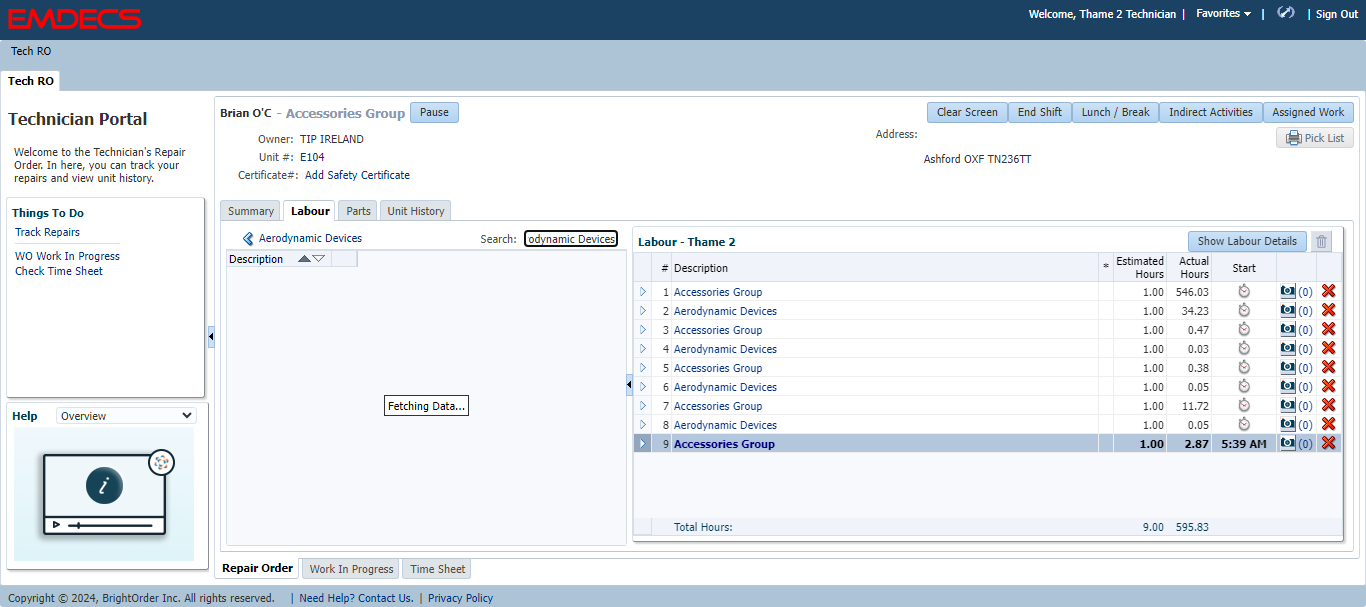 EMDECS
Welcome, Thame 2 Technician | Favorites | | Sign Out
Tech RO
Tech RO
Technician Portal
Welcome to the Technician's Repair
Order. In here, you can track your
repairs and view unit history.
Things To Do
Track Repairs
WO Work In Progress
Check Time Sheet
Help Overview
i
Brian O'C - Accessories Group Pause
Clear Screen End Shift Lunch / Break Indirect Activities Assigned Work
Owner: TIP IRELAND
Unit #: E104
Certificate#: Add Safety Certificate
Address:
Pick List
Ashford OXF TN236TT
Summary Labour Parts Unit History
Aerodynamic Devices Search: odynamic Devices
Description
Fetching Data...
Labour - Thame 2 Show Labour Details
# Description * Estimated Hours Actual Hours Start
1 Accessories Group 1.00 546.03 (0)
2 Aerodynamic Devices 1.00 34.23 (0)
3 Accessories Group 1.00 0.47 (0)
4 Aerodynamic Devices 1.00 0.03 (0)
5 Accessories Group 1.00 0.38 (0)
6 Aerodynamic Devices 1.00 0.05 (0)
7 Accessories Group 1.00 11.72 (0)
8 Aerodynamic Devices 1.00 0.05 (0)
9 Accessories Group 1.00 2.87 5:39 AM (0)
Total Hours: 9.00 595.83
Repair Order Work In Progress Time Sheet
Copyright © 2024, BrightOrder Inc. All rights reserved. | Need Help? Contact Us. | Privacy Policy